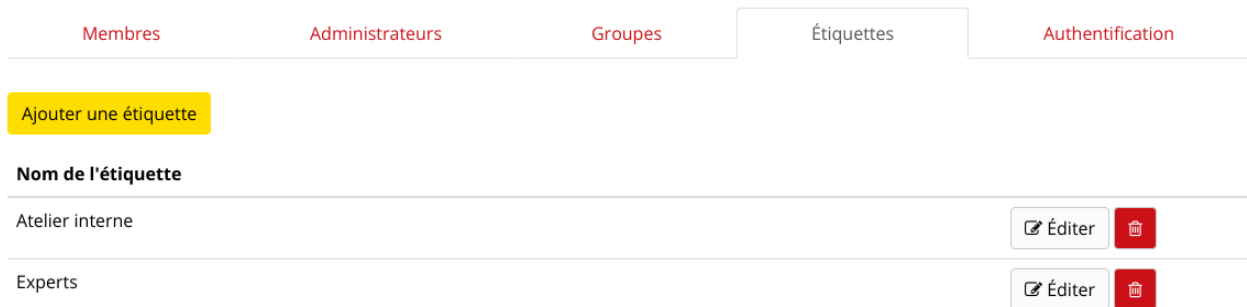 Membres Administrateurs Groupes Étiquettes Authentification
Ajouter une étiquette
Nom de l'étiquette
Atelier interne Éditer
Experts Éditer